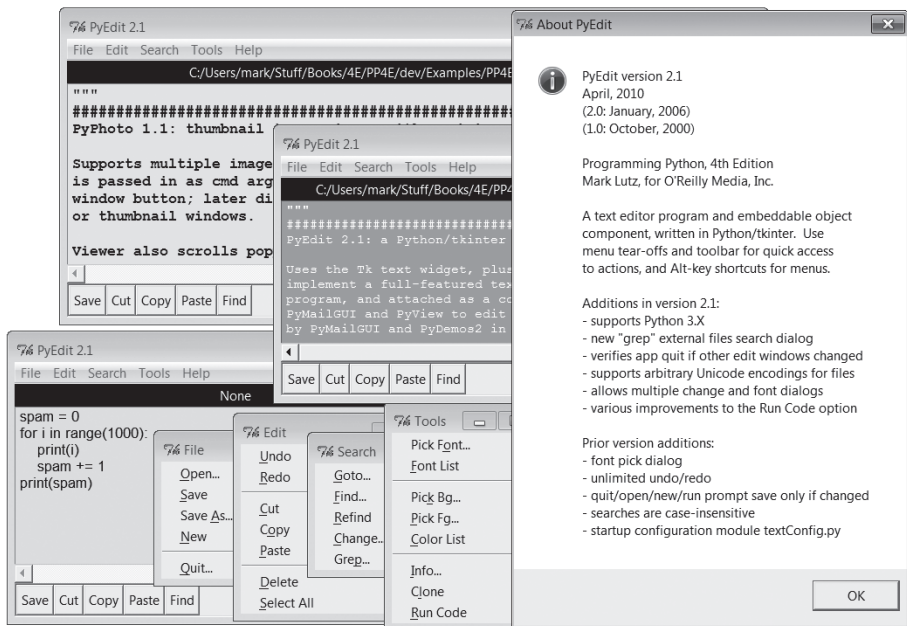 PyEdit 2.1
File Edit Search Tools Help
C:/Users/mark/Stuff/Books/4E/PP4E/dev/Examples/PP4E
"""
PyPhoto 1.1: thumbnail
Supports multiple image
is passed in as cmd arg
window button; later di
or thumbnail windows.
Viewer also scrolls pop
Save Cut Copy Paste Find
PyEdit 2.1
File Edit Search Tools Help
C:/Users/mark/Stuff/Books/4E/PP4
"""
PyEdit 2.1: a Python/tkinter
Uses the Tk text widget, plus
implement a full-featured tex
program, and attached as a co
PyMailGUI and PyView to edit
by PyMailGUI and PyDemos2 in
Save Cut Copy Paste Find
PyEdit 2.1
File Edit Search Tools Help
None
spam = 0
for i in range(1000):
print(i)
spam += 1
print(spam)
Save Cut Copy Paste Find
File
Open...
Save
Save As...
New
Quit...
Edit
Undo
Redo
Cut
Copy
Paste
Delete
Select All
Search
Goto...
Find...
Refind
Change..
Grep...
Tools
Pick Font...
Font List
Pick Bg...
Pick Fg...
Color List
Info...
Clone
Run Code
About PyEdit
PyEdit version 2.1
April, 2010
(2.0: January, 2006)
(1.0: October, 2000)
Programming Python, 4th Edition
Mark Lutz, for O'Reilly Media, Inc.
A text editor program and embeddable object
component, written in Python/tkinter. Use
menu tear-offs and toolbar for quick access
to actions, and Alt-key shortcuts for menus.
Additions in version 2.1:
- supports Python 3.X
- new "grep" external files search dialog
- verifies app quit if other edit windows changed
- supports arbitrary Unicode encodings for files
- allows multiple change and font dialogs
- various improvements to the Run Code option
Prior version additions:
- font pick dialog
- unlimited undo/redo
- quit/open/new/run prompt save only if changed
- searches are case-insensitive
- startup configuration module textConfig.py
OK